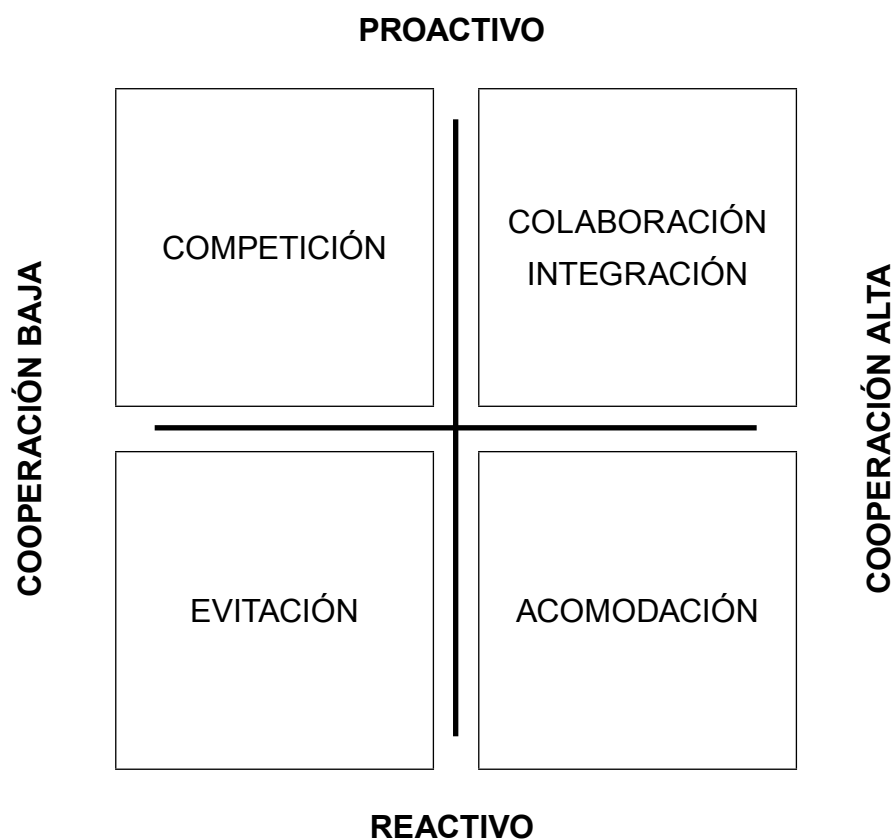 PROACTIVO
COMPETICIÓN
COLABORACIÓN
INTEGRACIÓN
COOPERACIÓN BAJA
COOPERACIÓN ALTA
EVITACIÓN
ACOMODACIÓN
REACTIVO